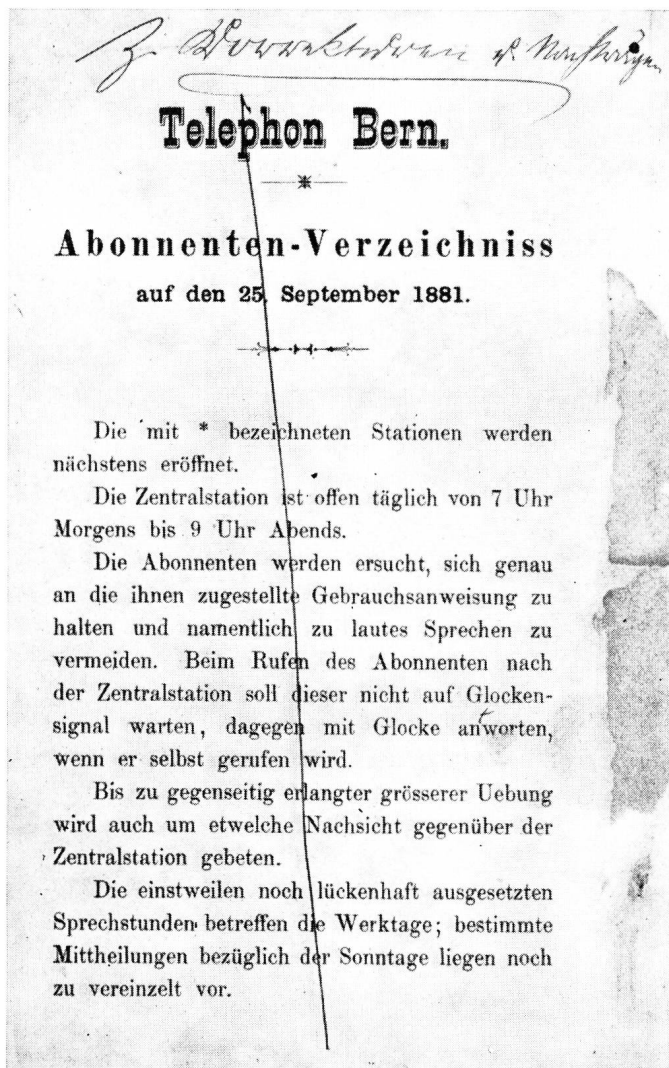 Z. Korrekturen u. Nachträgen
Telephon Bern.
Abonnenten-Verzeichniss
auf den 25. September 1881.
Die mit * bezeichneten Stationen werden
nächstens eröffnet.
Die Zentralstation ist offen täglich von 7 Uhr
Morgens bis 9 Uhr Abends.
Die Abonnenten werden ersucht, sich genau
an die ihnen zugestellte Gebrauchsanweisung zu
halten und namentlich zu lautes Sprechen zu
vermeiden. Beim Rufen des Abonnenten nach
der Zentralstation soll dieser nicht auf Glocken-
signal warten, dagegen mit Glocke anworten,
wenn er selbst gerufen wird.
Bis zu gegenseitig erlangter grösserer Uebung
wird auch um etwelche Nachsicht gegenüber der
Zentralstation gebeten.
Die einstweilen noch lückenhaft ausgesetzten
Sprechstunden betreffen die Werktage; bestimmte
Mittheilungen bezüglich der Sonntage liegen noch
zu vereinzelt vor.